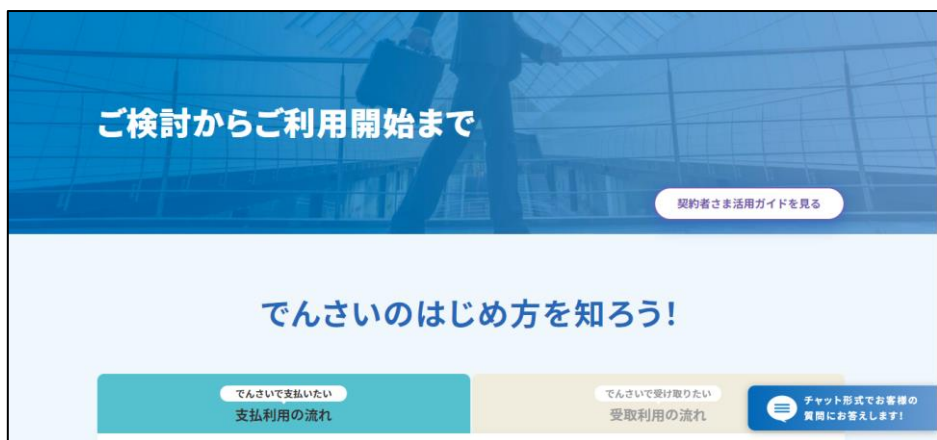 ご検討からご利用開始まで
契約者さま活用ガイドを見る
でんさいのはじめ方を知ろう!
でんさいで支払いたい
支払利用の流れ
でんさいで受け取りたい
受取利用の流れ
チャット形式でお客様の
質問にお答えします!